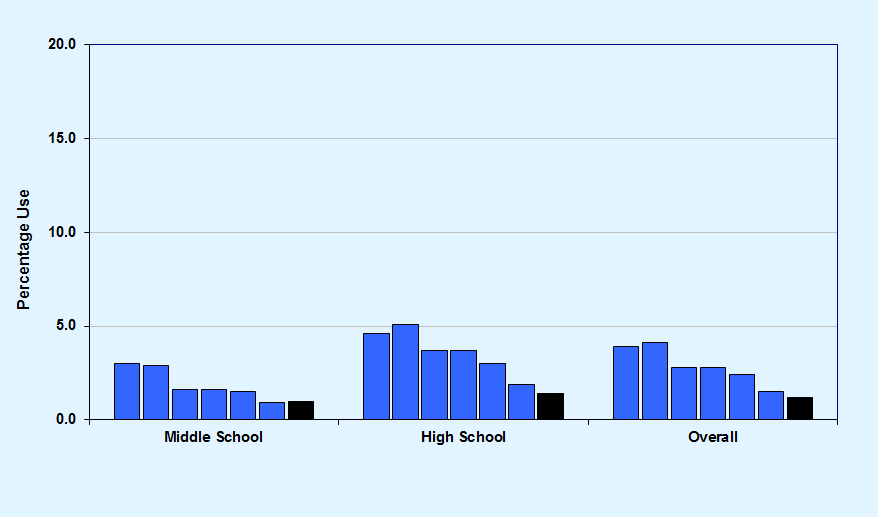 20.0
15.0
10.0
5.0
0.0
Percentage Use
Middle School
High School
Overall